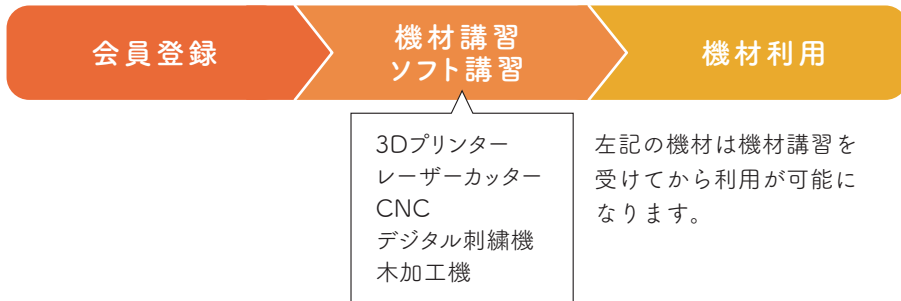 会員登録
機材講習
ソフト講習
機材利用
3Dプリンター
レーザーカッター
CNC
デジタル刺繍機
木加工機
左記の機材は機材講習を
受けてから利用が可能に
なります。